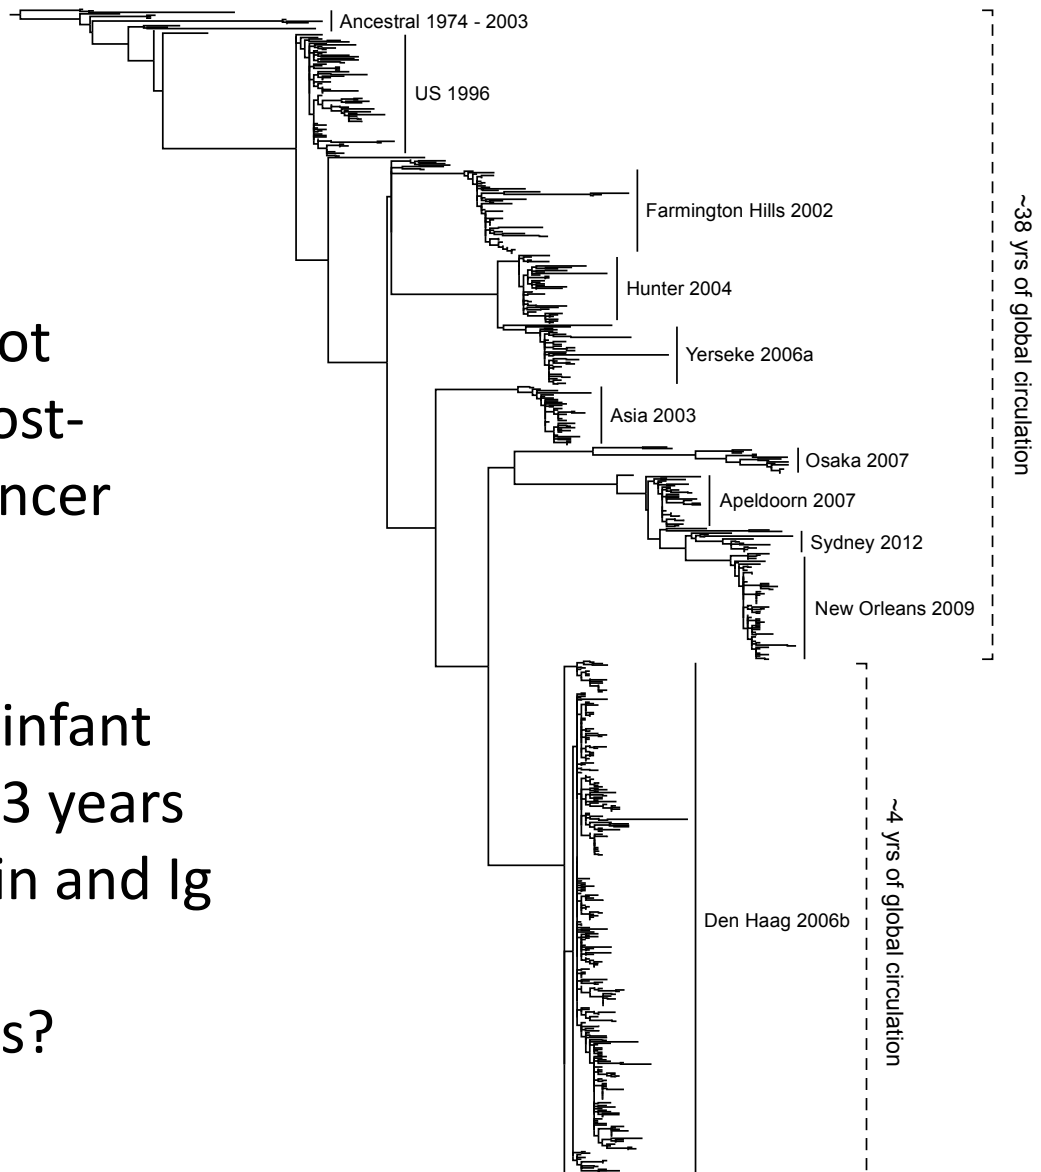 Ancestral 1974 - 2003
US 1996
Farmington Hills 2002
Hunter 2004
Yerseke 2006a
Asia 2003
Osaka 2007
Apeldoorn 2007
Sydney 2012
New Orleans 2009
Den Haag 2006b
~38 yrs of global circulation
~4 yrs of global circulation
ot
ost-
ncer
infant
3 years
in and Ig
s?